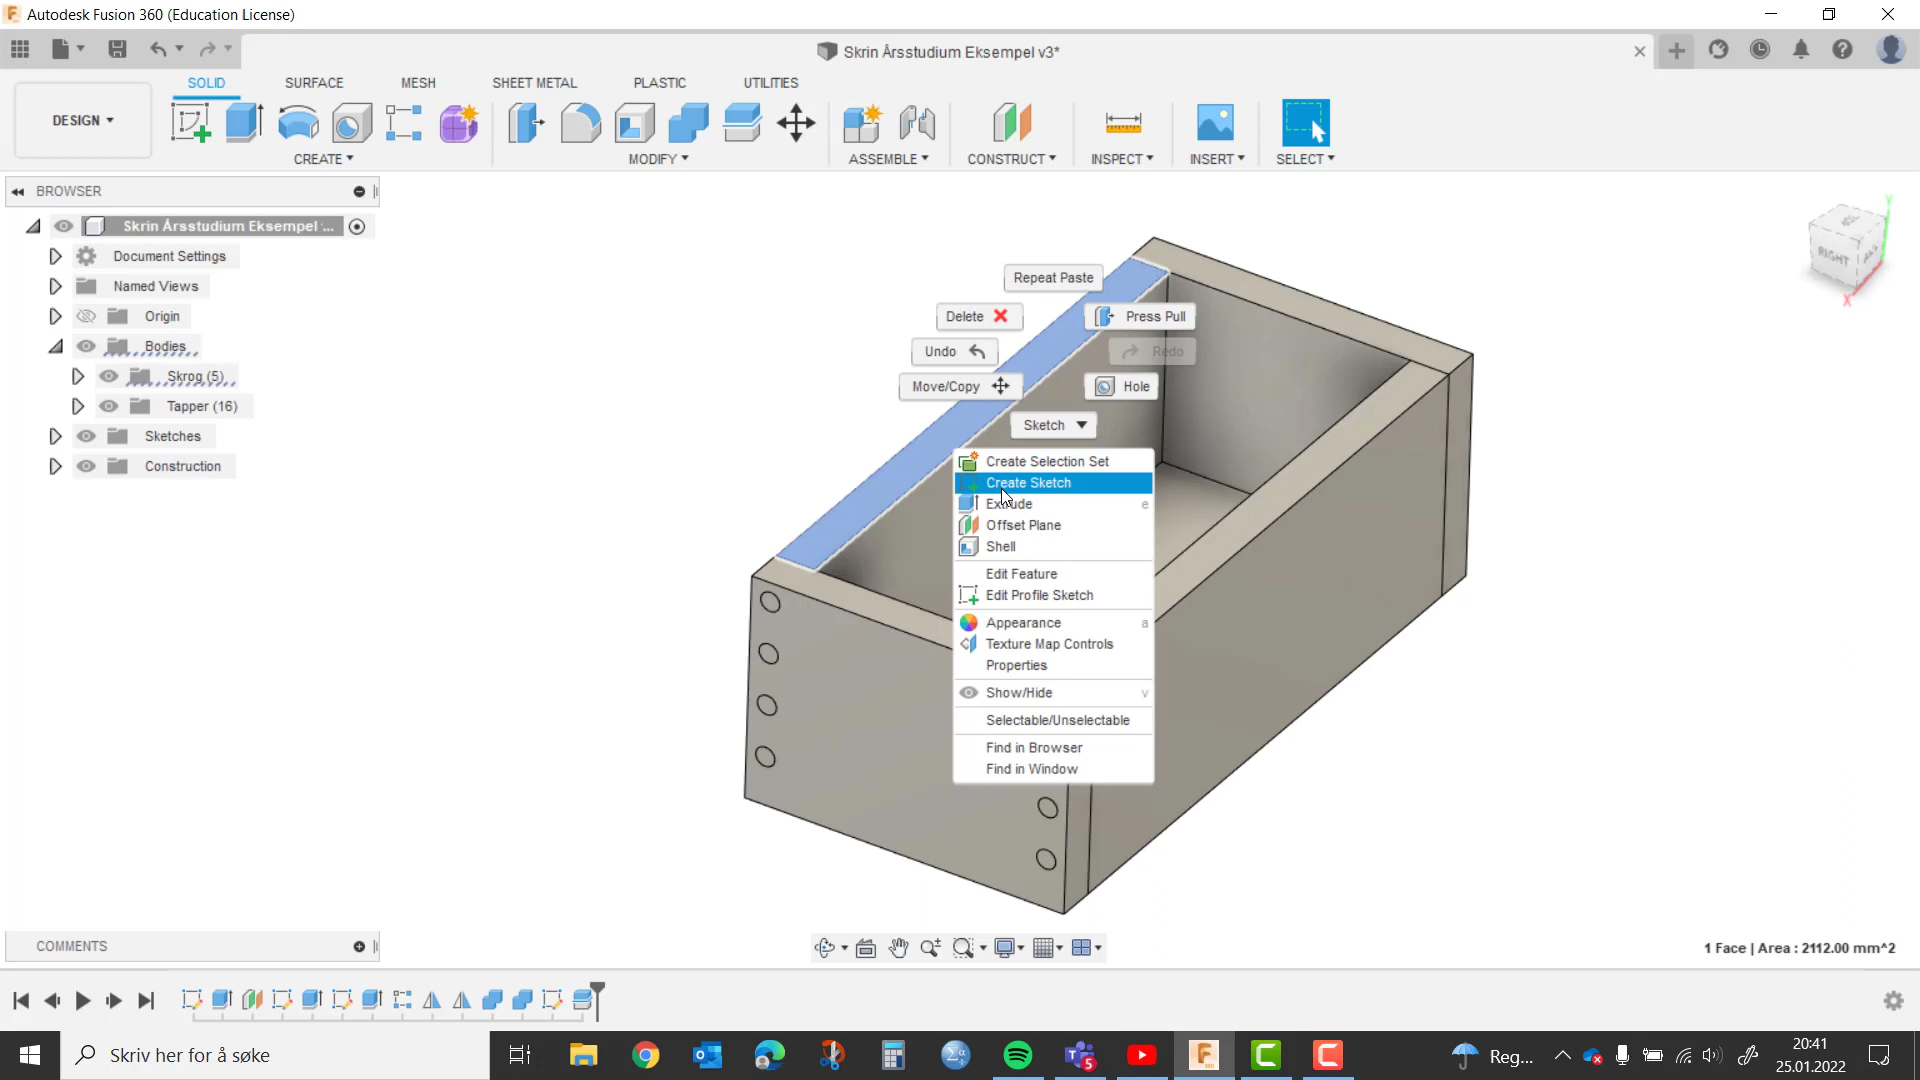 Autodesk Fusion 360 (Education License)
Skrin Årsstudium Eksempel v3*
SOLID
SURFACE
MESH
SHEET METAL
PLASTIC
UTILITIES
DESIGN
CREATE
MODIFY
ASSEMBLE
CONSTRUCT
INSPECT
INSERT
SELECT
BROWSER
Skrin Årsstudium Eksempel '...
Document Settings
Named Views
Origin
Bodies
Skrog (5)
Tapper (16)
Sketches
Construction
Repeat Paste
Delete
Press Pull
Undo
Redo
Move/Copy
Hole
Sketch
Create Selection Set
Create Sketch
Extrude e
Offset Plane
Shell
Edit Feature
Edit Profile Sketch
Appearance a
Texture Map Controls
Properties
Show/Hide v
Selectable/Unselectable
Find in Browser
Find in Window
RIGHT
Y
X
COMMENTS
1 Face | Area : 2112.00 mm^2
Skriv her for å søke
5
Reg...
20:41
25.01.2022